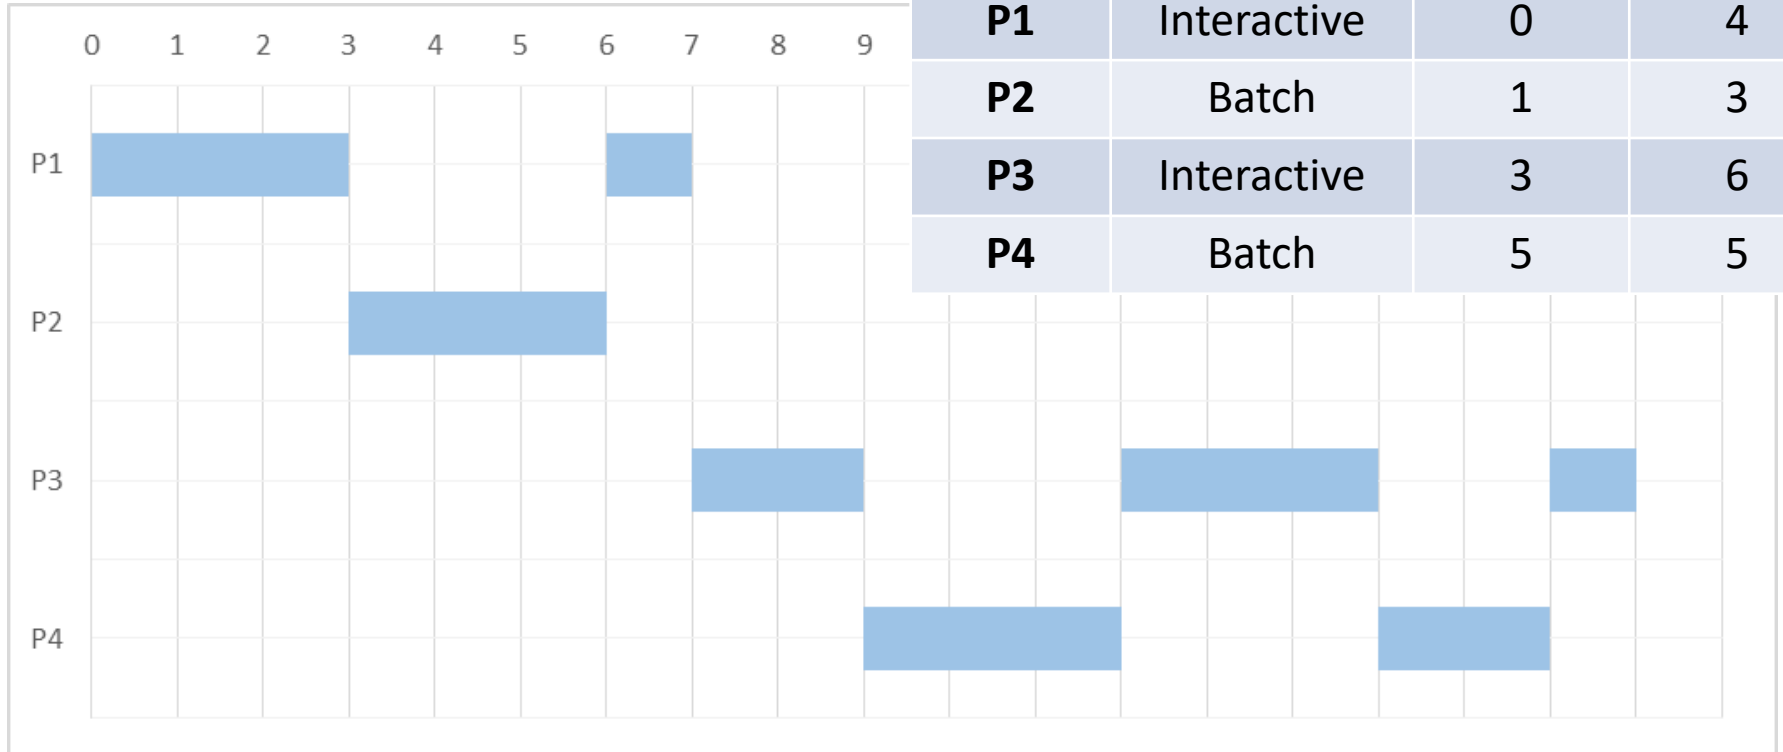 0 1 2 3 4 5 6 7 8 9
P1 Interactive 0 4
P2 Batch 1 3
P3 Interactive 3 6
P4 Batch 5 5
P1
P2
P3
P4